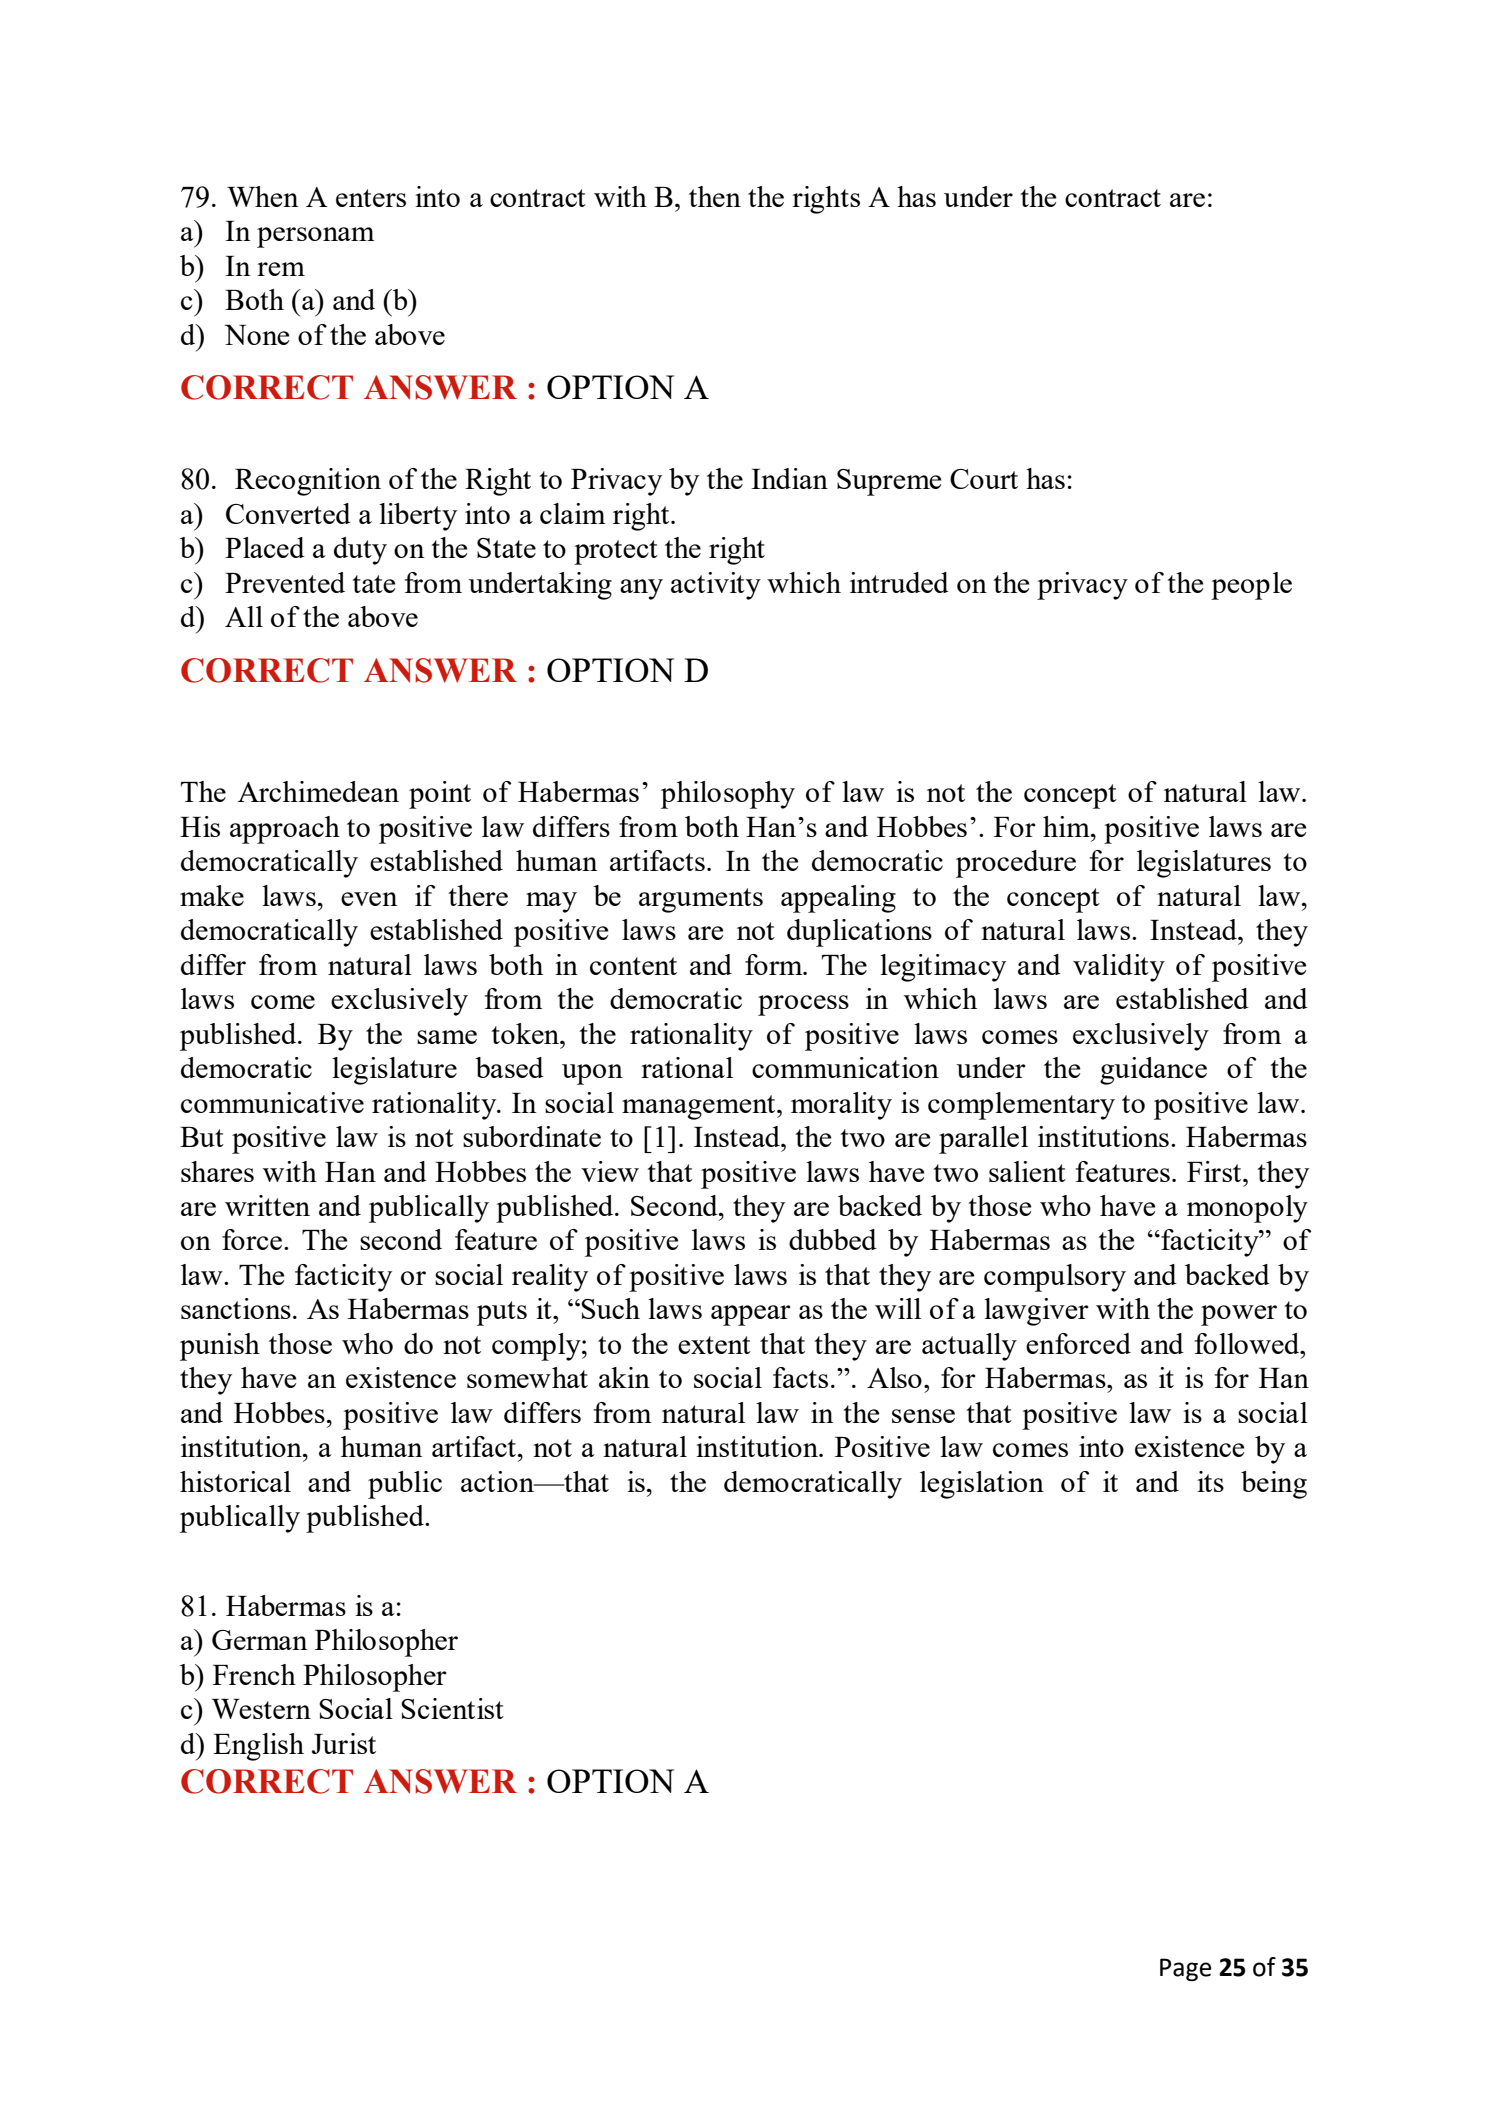 79. When A enters into a contract with B, then the rights A has under the contract are:
a) In personam
b) In rem
c) Both (a) and (b)
d) None of the above
CORRECT ANSWER : OPTION A
80. Recognition of the Right to Privacy by the Indian Supreme Court has:
a) Converted a liberty into a claim right.
b) Placed a duty on the State to protect the right
c) Prevented tate from undertaking any activity which intruded on the privacy of the people
d) All of the above
CORRECT ANSWER : OPTION D
The Archimedean point of Habermas’ philosophy of law is not the concept of natural law.
His approach to positive law differs from both Han’s and Hobbes’. For him, positive laws are
democratically established human artifacts. In the democratic procedure for legislatures to
make laws, even if there may be arguments appealing to the concept of natural law,
democratically established positive laws are not duplications of natural laws. Instead, they
differ from natural laws both in content and form. The legitimacy and validity of positive
laws come exclusively from the democratic process in which laws are established and
published. By the same token, the rationality of positive laws comes exclusively from a
democratic legislature based upon rational communication under the guidance of the
communicative rationality. In social management, morality is complementary to positive law.
But positive law is not subordinate to [1]. Instead, the two are parallel institutions. Habermas
shares with Han and Hobbes the view that positive laws have two salient features. First, they
are written and publically published. Second, they are backed by those who have a monopoly
on force. The second feature of positive laws is dubbed by Habermas as the “facticity” of
law. The facticity or social reality of positive laws is that they are compulsory and backed by
sanctions. As Habermas puts it, “Such laws appear as the will of a lawgiver with the power to
punish those who do not comply; to the extent that they are actually enforced and followed,
they have an existence somewhat akin to social facts.”. Also, for Habermas, as it is for Han
and Hobbes, positive law differs from natural law in the sense that positive law is a social
institution, a human artifact, not a natural institution. Positive law comes into existence by a
historical and public action—that is, the democratically legislation of it and its being
publically published.
81. Habermas is a:
a) German Philosopher
b) French Philosopher
c) Western Social Scientist
d) English Jurist
CORRECT ANSWER : OPTION A
Page 25 of 35